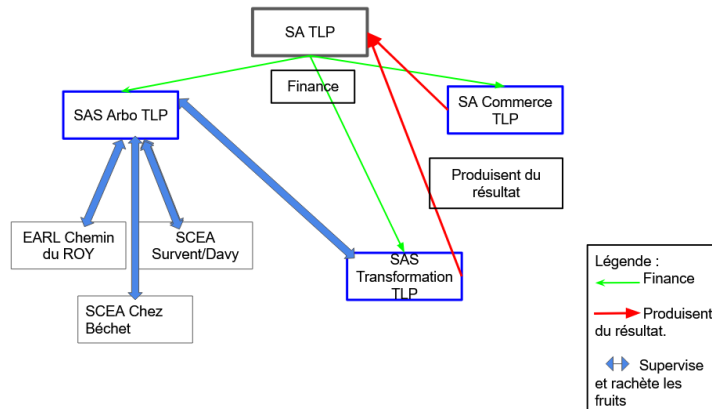 SA TLP
Finance
SAS Arbo TLP
SA Commerce
TLP
Produisent du
résultat
EARL Chemin
du ROY
SCEA
Survent/Davy
SAS
Transformation
TLP
SCEA Chez
Béchet
Légende :
Finance
Produisent
du résultat.
Supervise
et rachète les
fruits